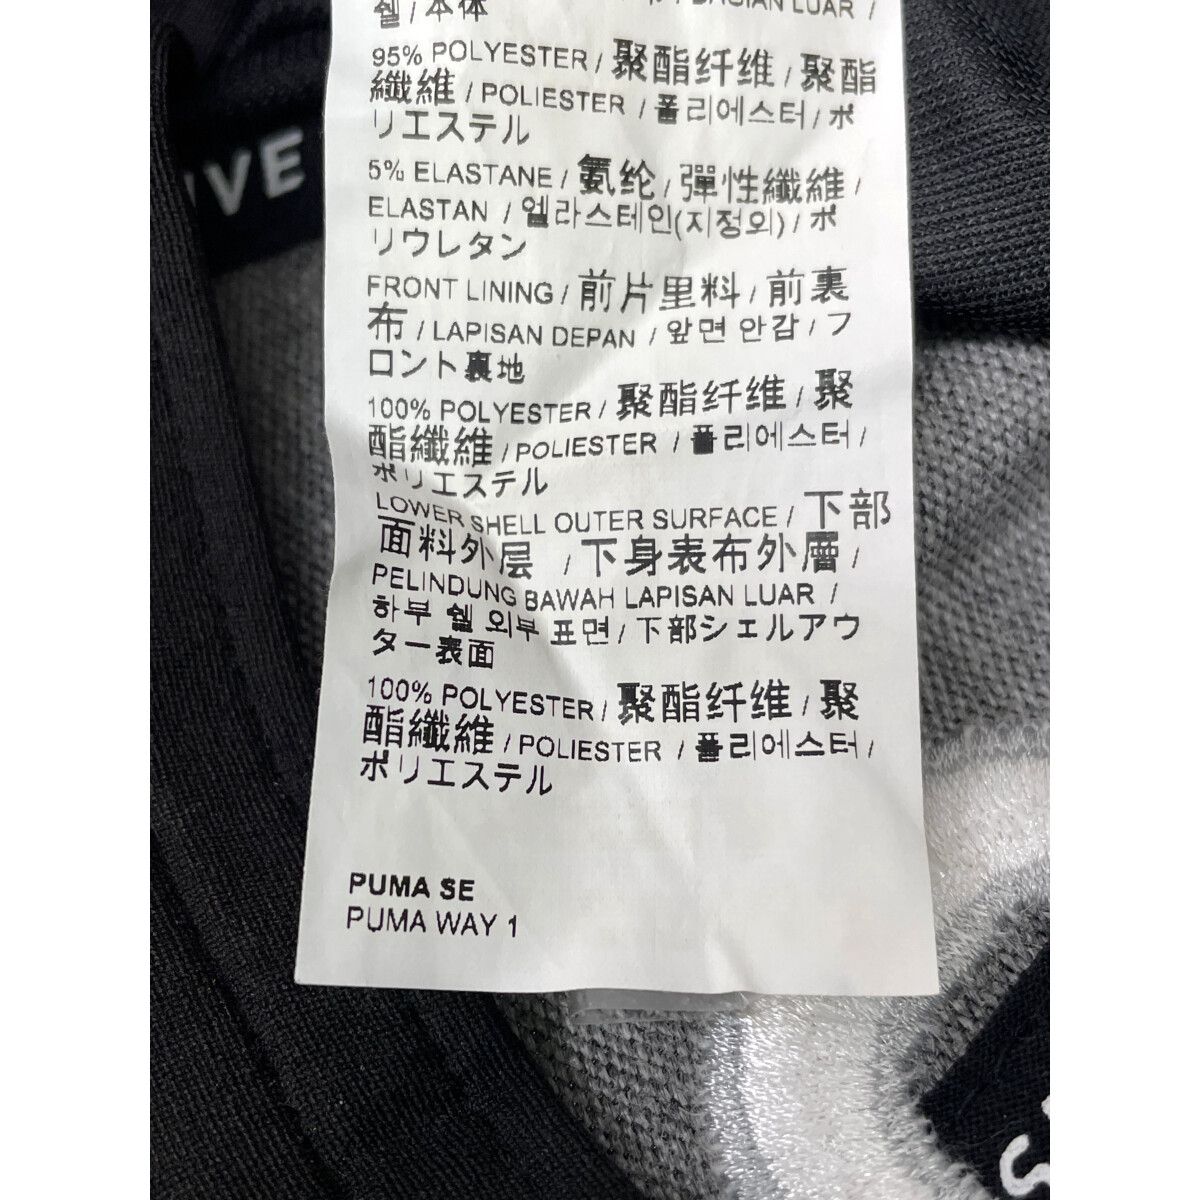 쉘 / 本体
BAGIAN LUAR /
95% POLYESTER / 聚酯纤维 / 聚酯
纖維 / POLIESTER / 폴리에스터 / ポ
リエステル
5% ELASTANE / 氨纶 / 彈性纖維 /
ELASTAN / 엘라스테인(지정외) / ポ
リウレタン
FRONT LINING / 前片里料 / 前裏
布 / LAPISAN DEPAN / 앞면 안감 / フ
ロント裏地
100% POLYESTER / 聚酯纤维 / 聚
酯纖維 / POLIESTER / 폴리에스터 /
ポリエステル
LOWER SHELL OUTER SURFACE / 下部
面料外层 / 下身表布外層 /
PELINDUNG BAWAH LAPISAN LUAR /
하부 쉘 외부 표면 / 下部シェルアウ
ター表面
100% POLYESTER / 聚酯纤维 / 聚
酯纖維 / POLIESTER / 폴리에스터 /
ポリエステル
PUMA SE
PUMA WAY 1